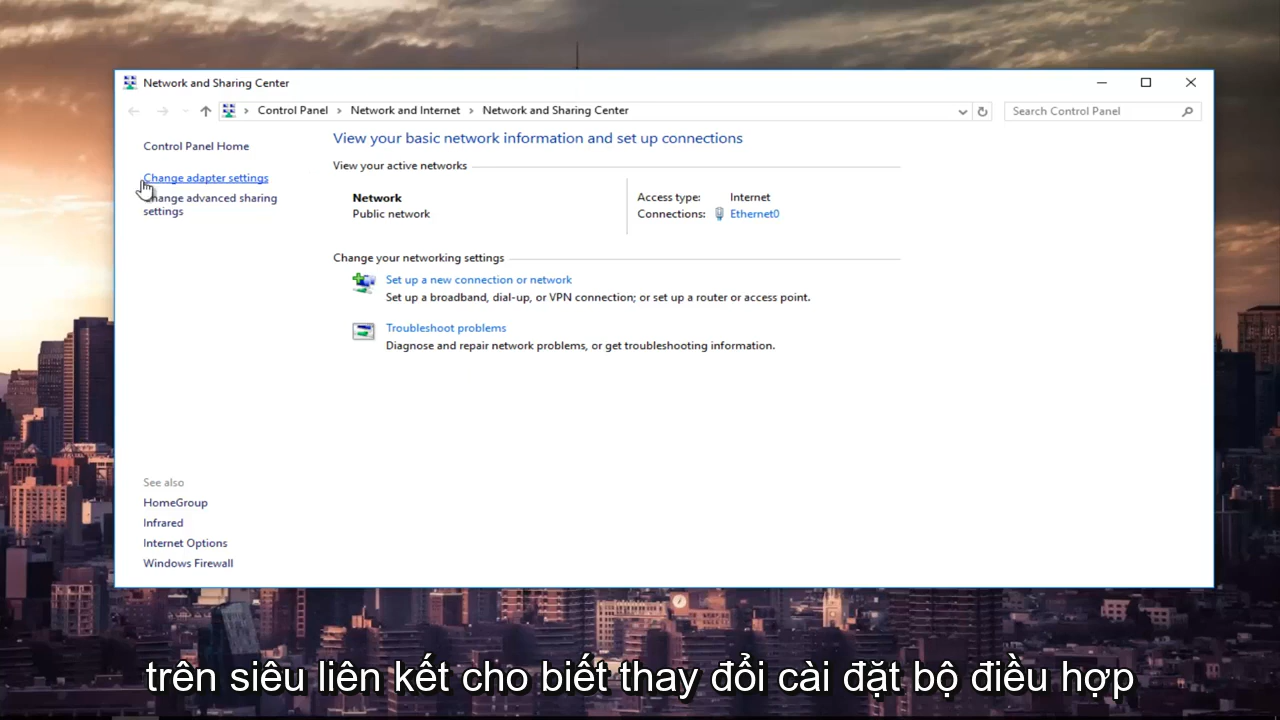 Network and Sharing Center
Control Panel > Network and Internet > Network and Sharing Center
Search Control Panel
Control Panel Home
Change adapter settings
Change advanced sharing
settings
View your basic network information and set up connections
View your active networks
Network
Public network
Access type: Internet
Connections: Ethernet0
Change your networking settings
Set up a new connection or network
Set up a broadband, dial-up, or VPN connection; or set up a router or access point.
Troubleshoot problems
Diagnose and repair network problems, or get troubleshooting information.
See also
HomeGroup
Infrared
Internet Options
Windows Firewall
trên siêu liên kết cho biết thay đổi cài đặt bộ điều hợp